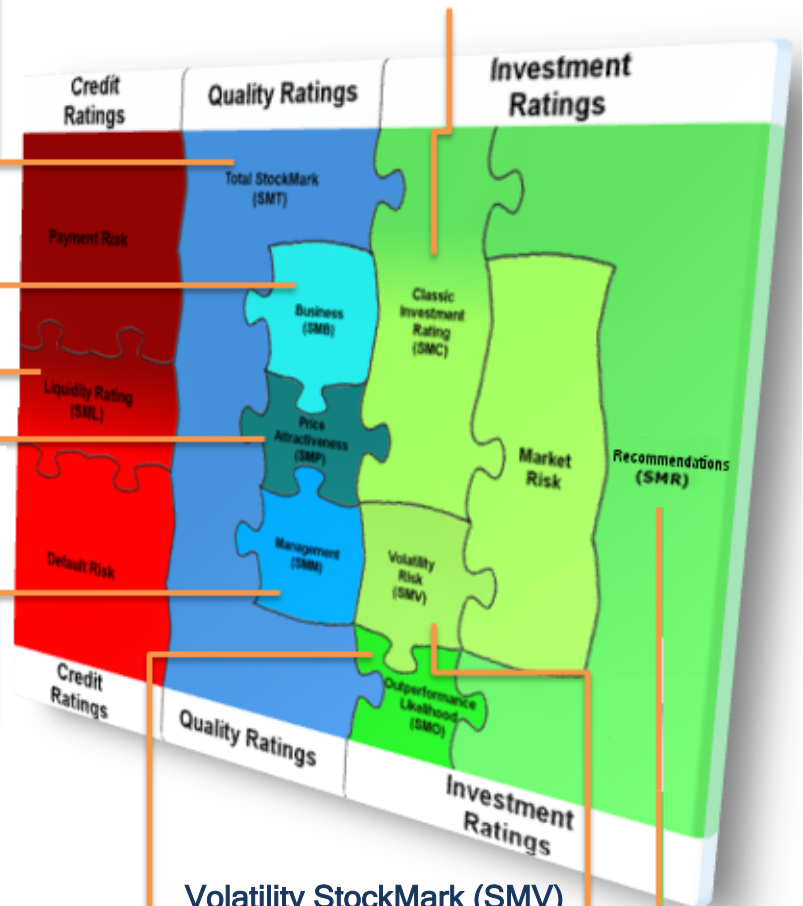 Credit
Ratings
Quality Ratings
Investment
Ratings
Payment Risk
Liquidity Rating
(SML)
Default Risk
Total StockMark
(SMT)
Business
(SMB)
Price
Attractiveness
(SMP)
Management
(SMM)
Classic
Investment
Rating
(SMC)
Volatility
Risk
(SMV)
Outperformance
Likelihood
(SMO)
Market
Risk
Recommendations
(SMR)
Credit
Ratings
Quality Ratings
Investment
Ratings
Volatility StockMark (SMV)